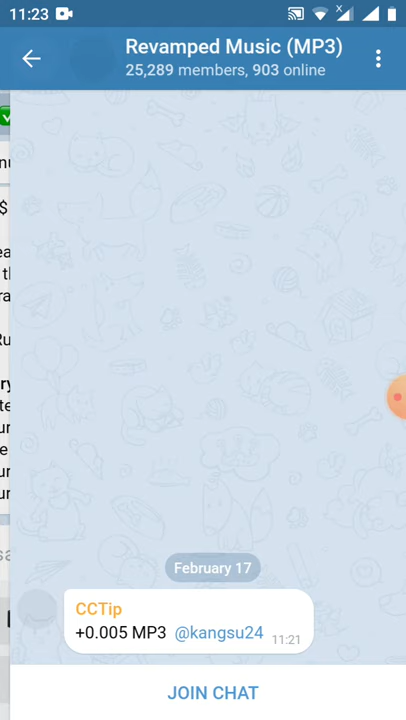 11:23
Revamped Music (MP3)
25,289 members, 903 online
$
February 17
CCTip
+0.005 MP3 @kangsu24 11:21
JOIN CHAT